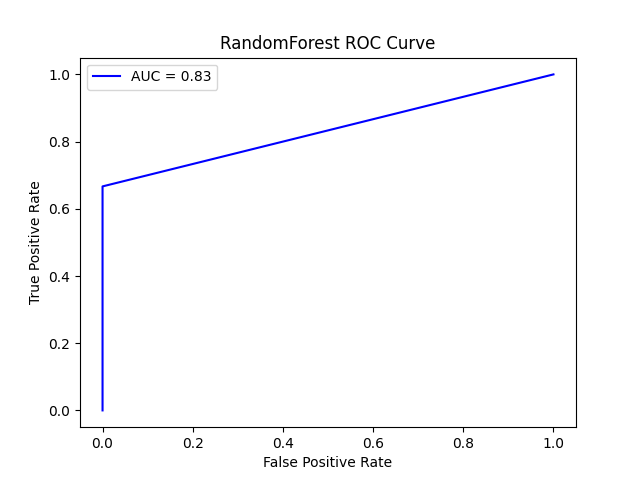 RandomForest ROC Curve
AUC = 0.83
True Positive Rate
1.0
0.8
0.6
0.4
0.2
0.0
0.0 0.2 0.4 0.6 0.8 1.0
False Positive Rate